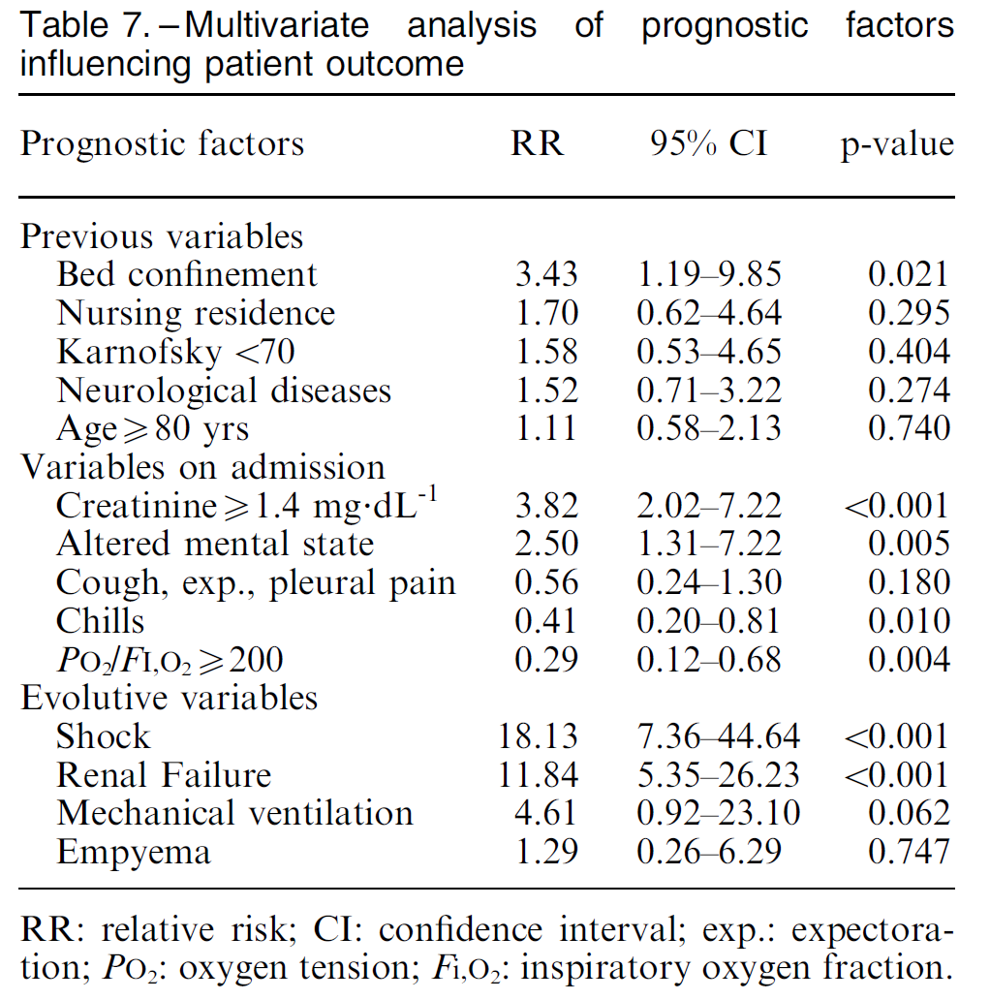 Table 7. – Multivariate analysis of prognostic factors
influencing patient outcome
Prognostic factors RR 95% CI p-value
Previous variables
Bed confinement 3.43 1.19–9.85 0.021
Nursing residence 1.70 0.62–4.64 0.295
Karnofsky <70 1.58 0.53–4.65 0.404
Neurological diseases 1.52 0.71–3.22 0.274
Age⩾80 yrs 1.11 0.58–2.13 0.740
Variables on admission
Creatinine⩾1.4 mg·dL-1 3.82 2.02–7.22 <0.001
Altered mental state 2.50 1.31–7.22 0.005
Cough, exp., pleural pain 0.56 0.24–1.30 0.180
Chills 0.41 0.20–0.81 0.010
PO2/FI,O2⩾200 0.29 0.12–0.68 0.004
Evolutive variables
Shock 18.13 7.36–44.64 <0.001
Renal Failure 11.84 5.35–26.23 <0.001
Mechanical ventilation 4.61 0.92–23.10 0.062
Empyema 1.29 0.26–6.29 0.747
RR: relative risk; CI: confidence interval; exp.: expectora-
tion; PO2: oxygen tension; FI,O2: inspiratory oxygen fraction.